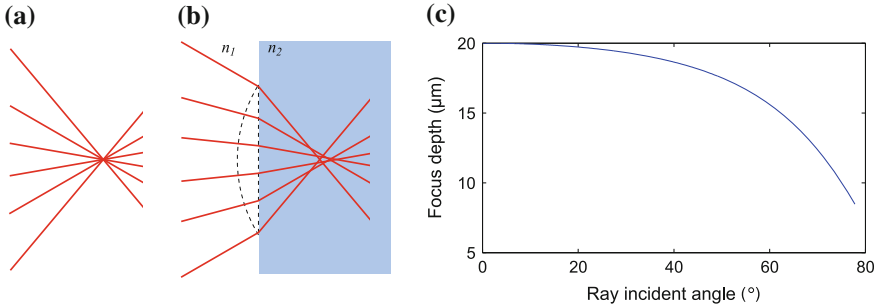 (a)
(b)
n1 n2
(c)
Focus depth (μm)
20
15
10
5
0 20 40 60 80
Ray incident angle (°)